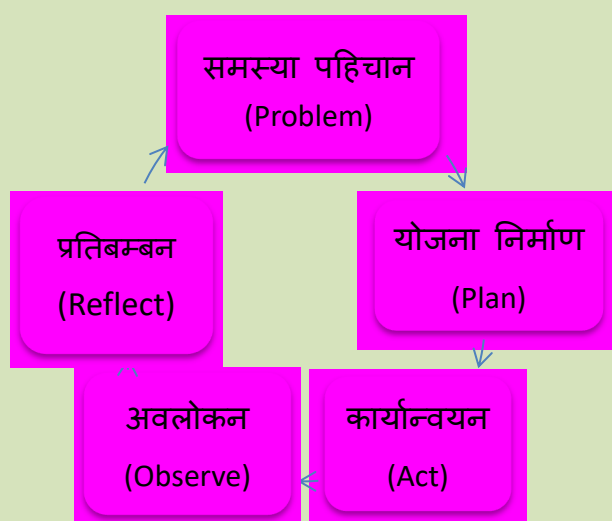 समस्या पहिचान
(Problem)
योजना निर्माण
(Plan)
कार्यान्वयन
(Act)
अवलोकन
(Observe)
प्रतिबम्बन
(Reflect)